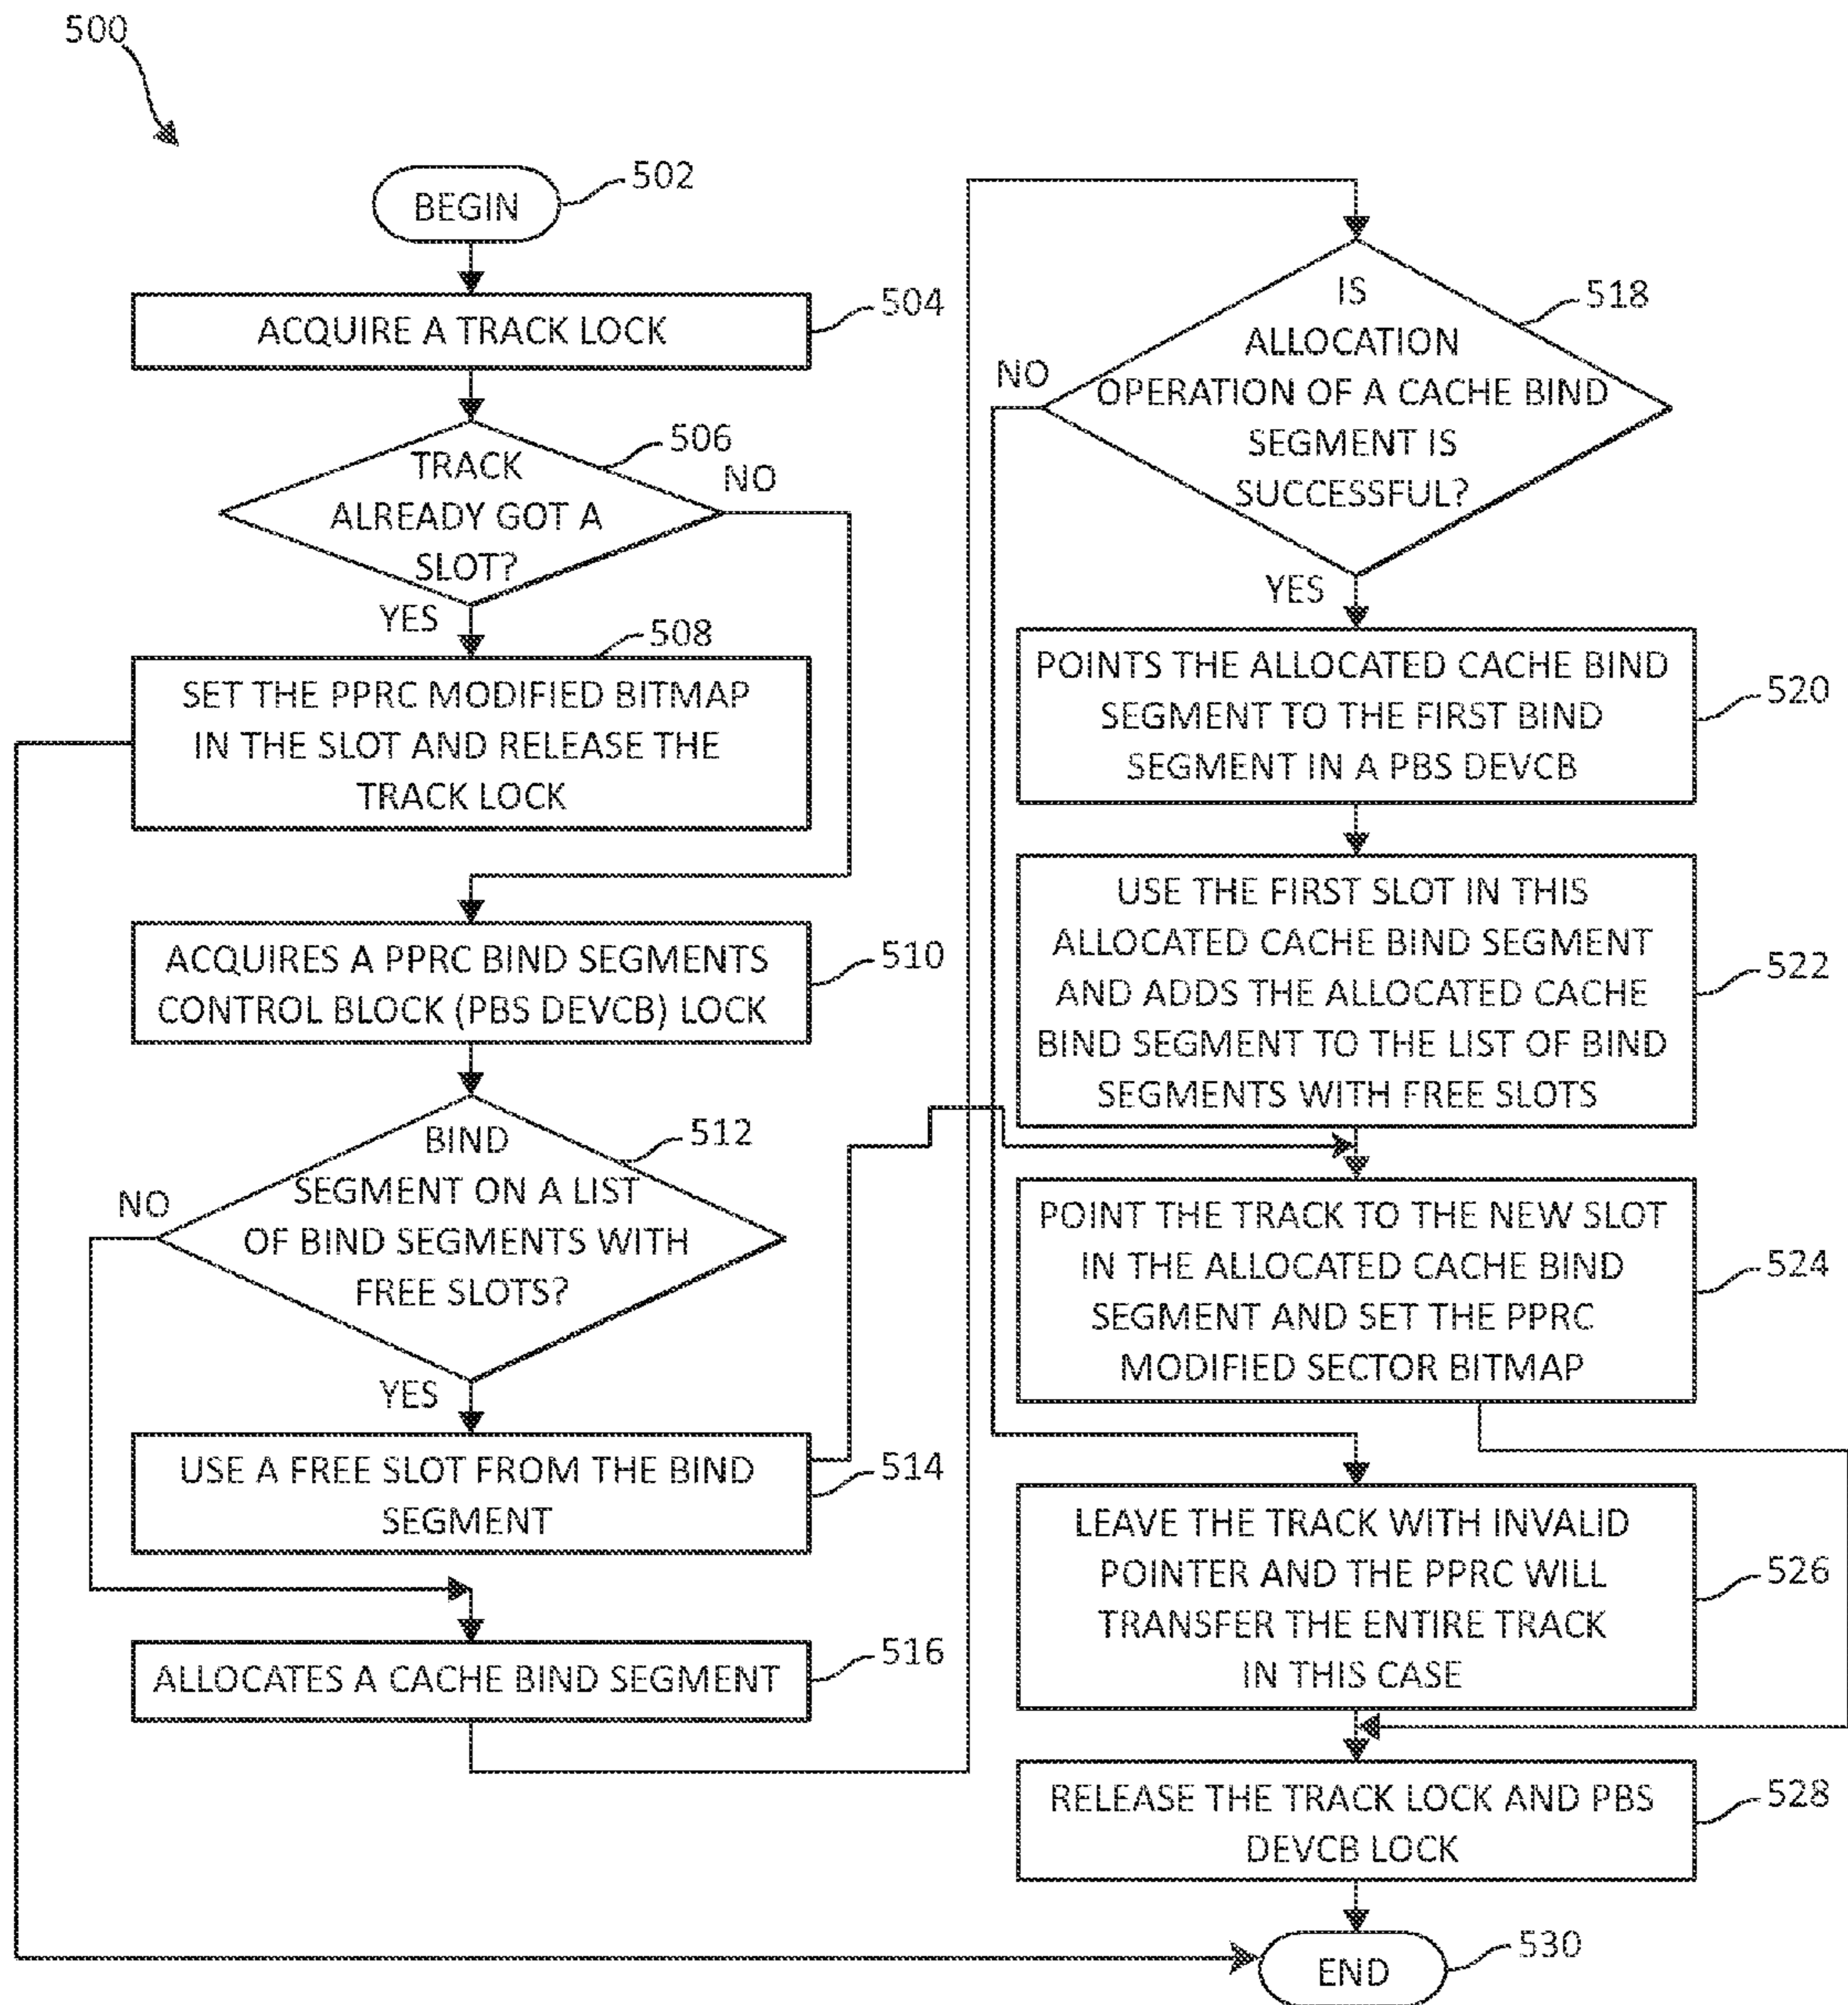 500
BEGIN
502
ACQUIRE A TRACK LOCK
504
TRACK
ALREADY GOT A
SLOT?
506
NO
YES
SET THE PPRC MODIFIED BITMAP
IN THE SLOT AND RELEASE THE
TRACK LOCK
508
ACQUIRES A PPRC BIND SEGMENTS
CONTROL BLOCK (PBS DEVCB) LOCK
510
BIND
SEGMENT ON A LIST
OF BIND SEGMENTS WITH
FREE SLOTS?
512
NO
YES
USE A FREE SLOT FROM THE BIND
SEGMENT
514
ALLOCATES A CACHE BIND SEGMENT
516
IS
ALLOCATION
OPERATION OF A CACHE BIND
SEGMENT IS
SUCCESSFUL?
518
NO
YES
POINTS THE ALLOCATED CACHE BIND
SEGMENT TO THE FIRST BIND
SEGMENT IN A PBS DEVCB
520
USE THE FIRST SLOT IN THIS
ALLOCATED CACHE BIND SEGMENT
AND ADDS THE ALLOCATED CACHE
BIND SEGMENT TO THE LIST OF BIND
SEGMENTS WITH FREE SLOTS
522
POINT THE TRACK TO THE NEW SLOT
IN THE ALLOCATED CACHE BIND
SEGMENT AND SET THE PPRC
MODIFIED SECTOR BITMAP
524
LEAVE THE TRACK WITH INVALID
POINTER AND THE PPRC WILL
TRANSFER THE ENTIRE TRACK
IN THIS CASE
526
RELEASE THE TRACK LOCK AND PBS
DEVCB LOCK
528
END
530